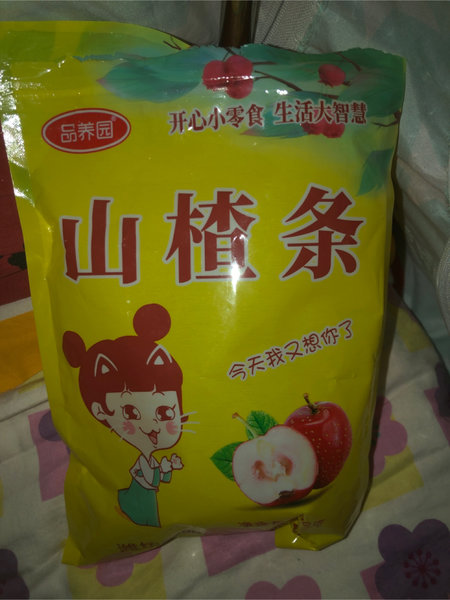 品养园
开心小零食 生活大智慧
山楂条
今天我又想你了